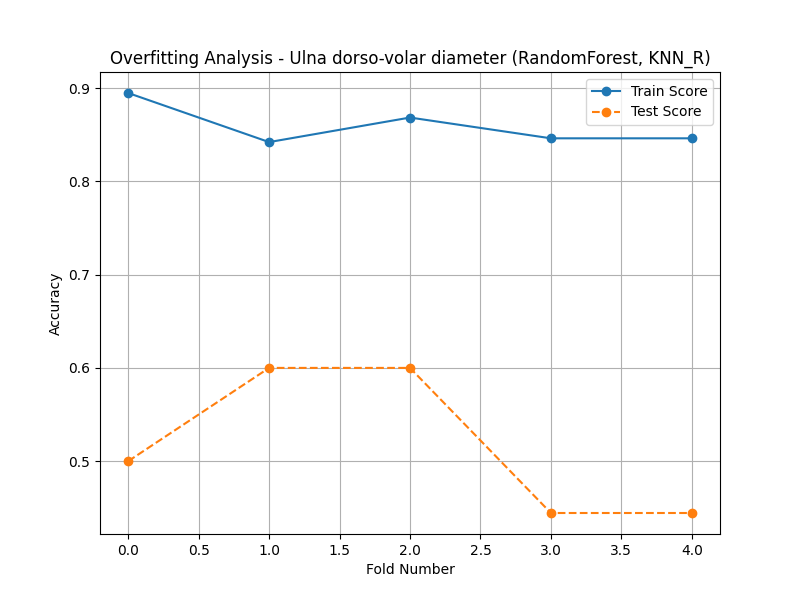 Overfitting Analysis - Ulna dorso-volar diameter (RandomForest, KNN_R)
Train Score
Test Score
Accuracy
0.9
0.8
0.7
0.6
0.5
0.0 0.5 1.0 1.5 2.0 2.5 3.0 3.5 4.0
Fold Number